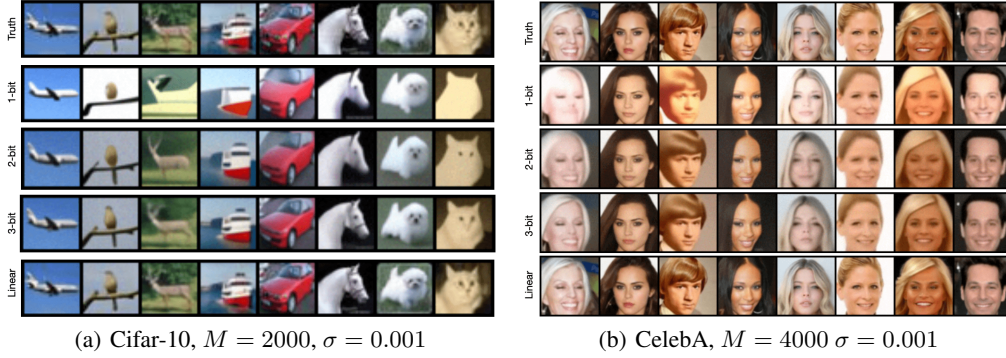 Truth
1-bit
2-bit
3-bit
Linear
(a) Cifar-10, M = 2000, σ = 0.001
Truth
1-bit
2-bit
3-bit
Linear
(b) CelebA, M = 4000 σ = 0.001